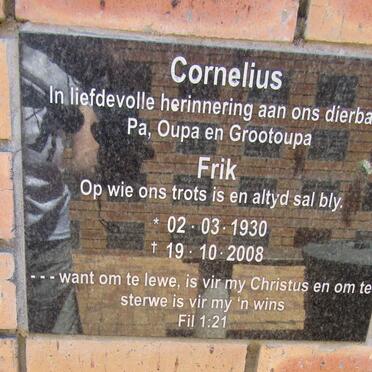 Cornelius
In liefdevolle herinnering aan ons dierba
Pa, Oupa en Grootoupa
Frik
Op wie ons trots is en altyd sal bly.
* 02 · 03 · 1930
† 19 · 10 · 2008
- - - want om te lewe, is vir my Christus en om te
sterwe is vir my 'n wins
Fil 1:21